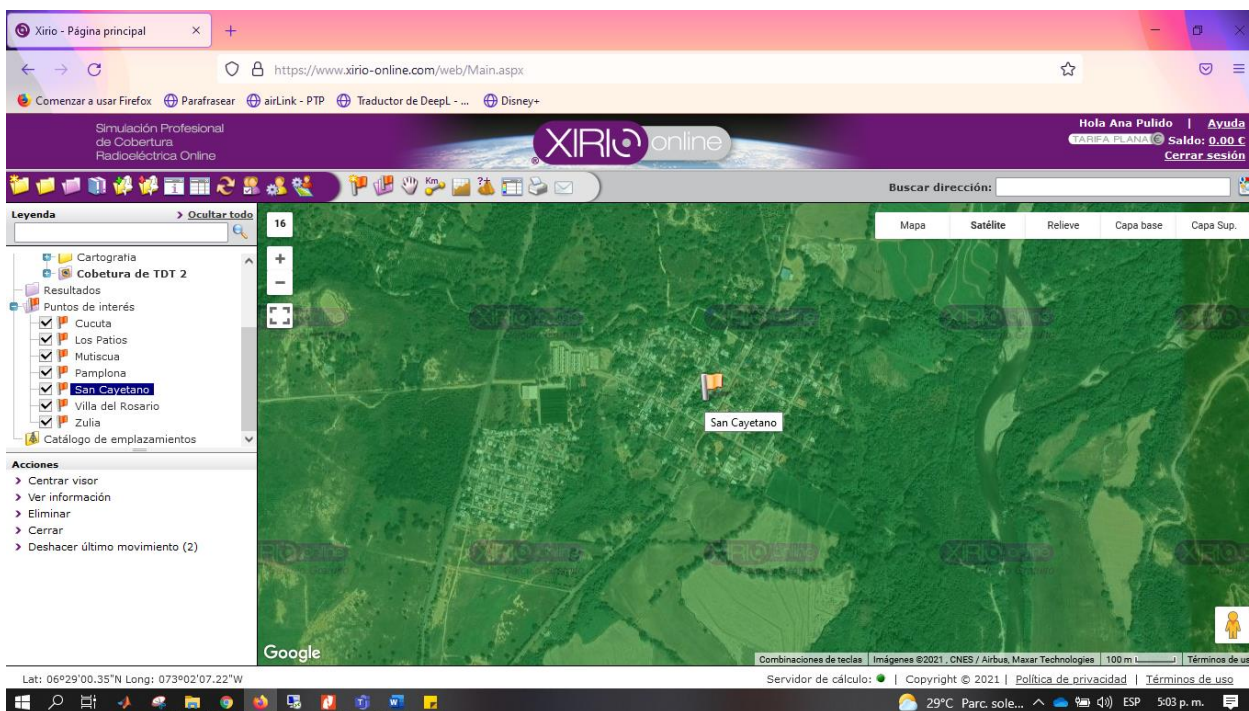 Xirio - Página principal
https://www.xirio-online.com/web/Main.aspx
Comenzar a usar Firefox Parafrasear airLink - PTP Traductor de DeepL - ... Disney+
Simulación Profesional
de Cobertura
Radioeléctrica Online
XIRIO online
Hola Ana Pulido | Ayuda
TARIFA PLANA Saldo: 0.00 €
Cerrar sesión
Km
Buscar dirección:
Leyenda Ocultar todo
16
Mapa Satélite Relieve Capa base Capa Sup.
Cartografia
Cobetura de TDT 2
Resultados
Puntos de interés
Cucuta
Los Patios
Mutiscua
Pamplona
San Cayetano
Villa del Rosario
Zulia
Catálogo de emplazamientos
San Cayetano
Acciones
Centrar visor
Ver información
Eliminar
Cerrar
Deshacer último movimiento (2)
Google
Combinaciones de teclas Imágenes ©2021 , CNES / Airbus, Maxar Technologies 100 m Términos de us
Lat: 06º29'00.35"N Long: 073º02'07.22"W
Servidor de cálculo: | Copyright © 2021 | Política de privacidad | Términos de uso
29°C Parc. sole... ESP 5:03 p. m.